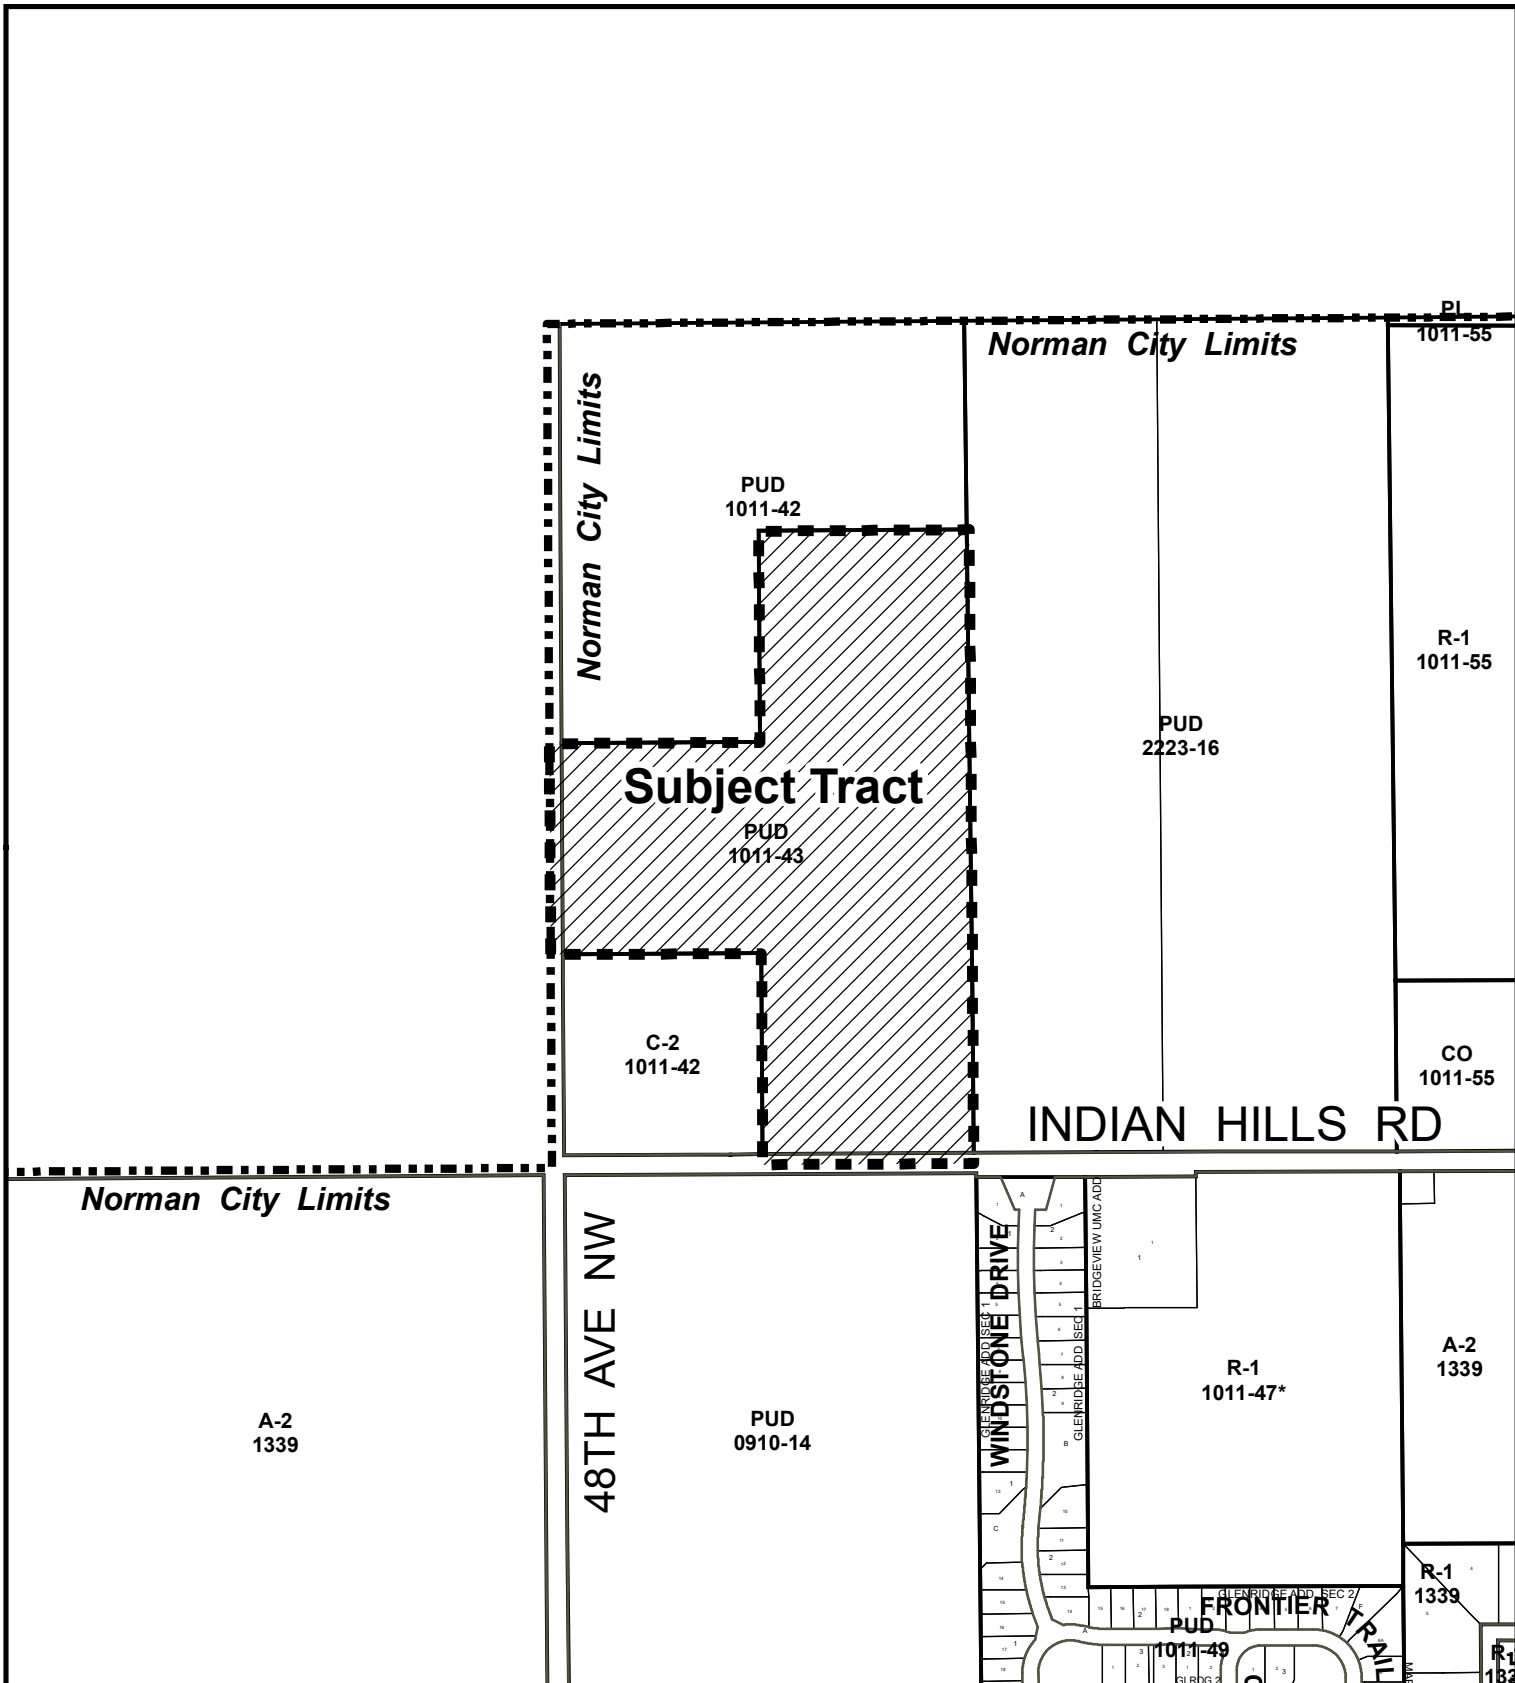 PI
1011-55
Norman City Limits
Norman City Limits
PUD
1011-42
R-1
1011-55
PUD
2223-16
Subject Tract
PUD
1011-43
C-2
1011-42
CO
1011-55
INDIAN HILLS RD
Norman City Limits
48TH AVE NW
WINDSTONE DRIVE
GLENRIDGE ADD SEC 1
GLENRIDGE ADD SEC 1
BRIDGEVIEW UMC ADD
A-2
1339
R-1
1011-47*
A-2
1339
PUD
0910-14
R-1
1339
GLENRIDGE ADD SEC 2
FRONTIER TRAIL
PUD
1011-49
GLRDG 2